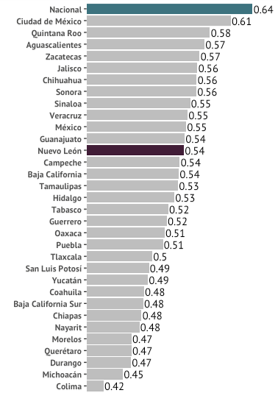 Nacional 0.64
Ciudad de México 0.61
Quintana Roo 0.58
Aguascalientes 0.57
Zacatecas 0.57
Jalisco 0.56
Chihuahua 0.56
Sonora 0.56
Sinaloa 0.55
Veracruz 0.55
México 0.55
Guanajuato 0.54
Nuevo León 0.54
Campeche 0.54
Baja California 0.54
Tamaulipas 0.53
Hidalgo 0.53
Tabasco 0.52
Guerrero 0.52
Oaxaca 0.51
Puebla 0.51
Tlaxcala 0.5
San Luis Potosí 0.49
Yucatán 0.49
Coahuila 0.48
Baja California Sur 0.48
Chiapas 0.48
Nayarit 0.48
Morelos 0.47
Querétaro 0.47
Durango 0.47
Michoacán 0.45
Colima 0.42